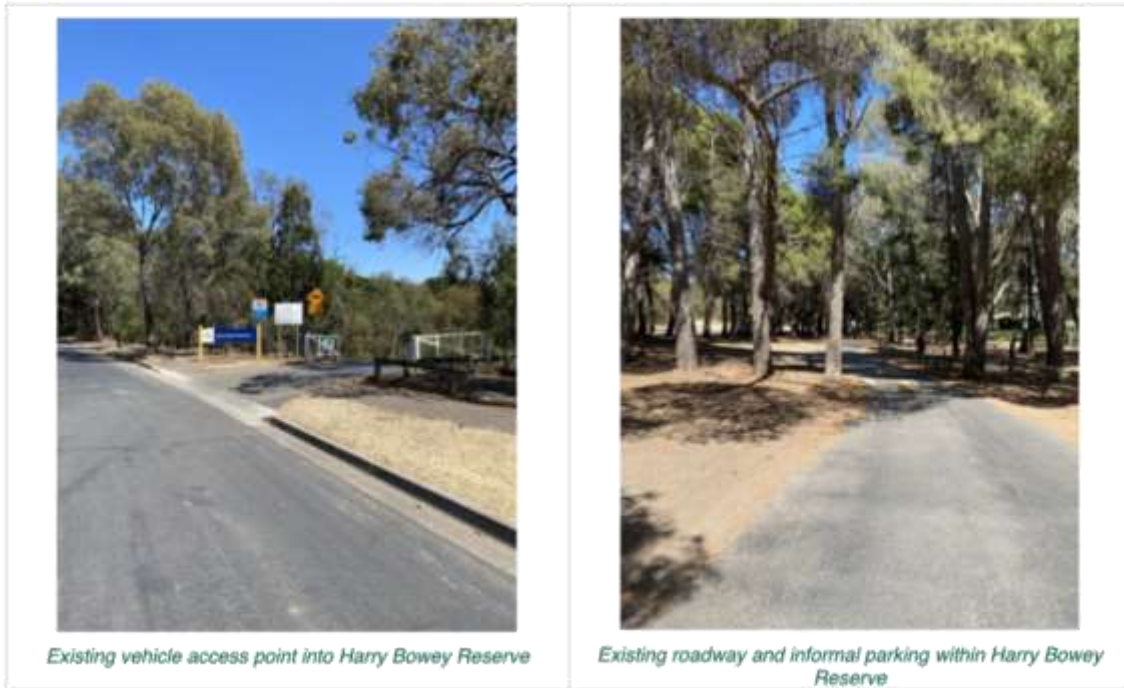 Existing vehicle access point into Harry Bowey Reserve
Existing roadway and informal parking within Harry Bowey
Reserve